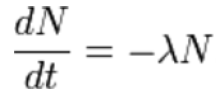 dN/dt = −λN